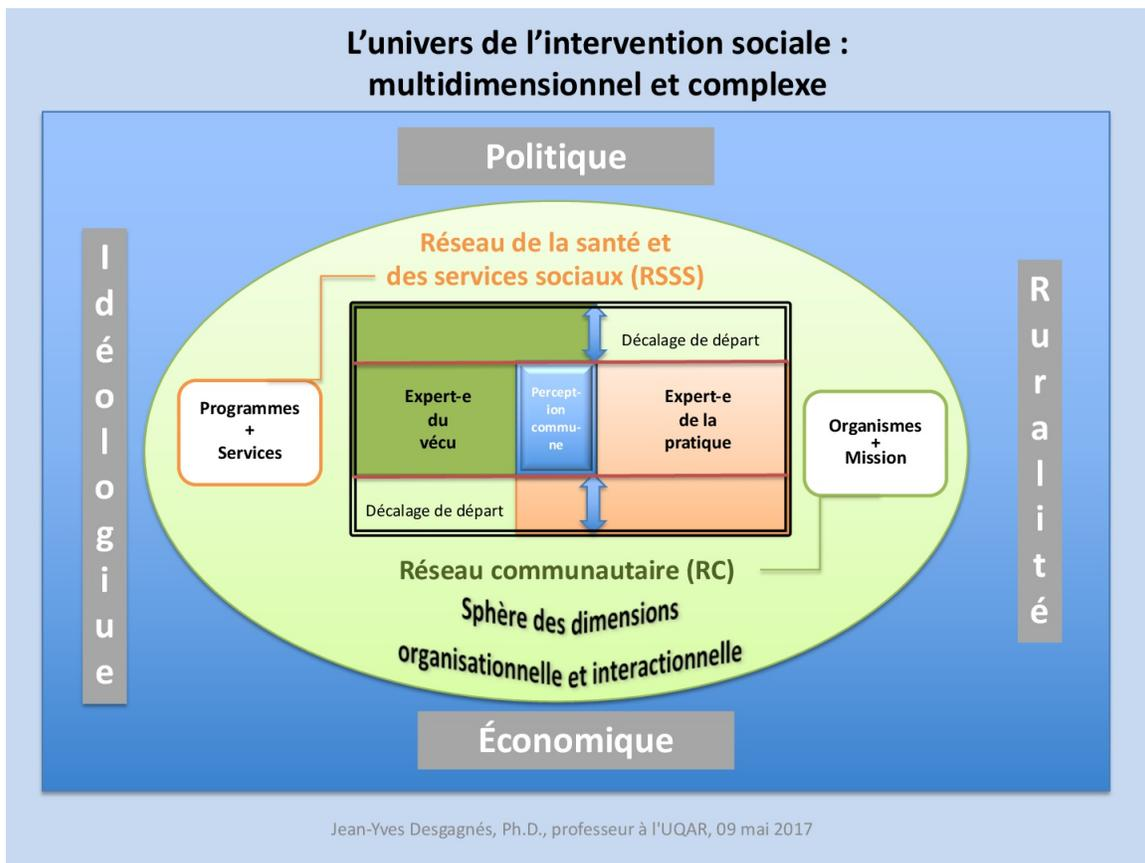 L’univers de l’intervention sociale :
multidimensionnel et complexe
Politique
Idéologiue
Ruralité
Réseau de la santé et
des services sociaux (RSSS)
Décalage de départ
Programmes
+
Services
Expert-e
du
vécu
Percept-
ion
commu-
ne
Expert-e
de la
pratique
Organismes
+
Mission
Décalage de départ
Réseau communautaire (RC)
Sphère des dimensions
organisationnelle et interactionnelle
Économique
Jean-Yves Desgagnés, Ph.D., professeur à l'UQAR, 09 mai 2017